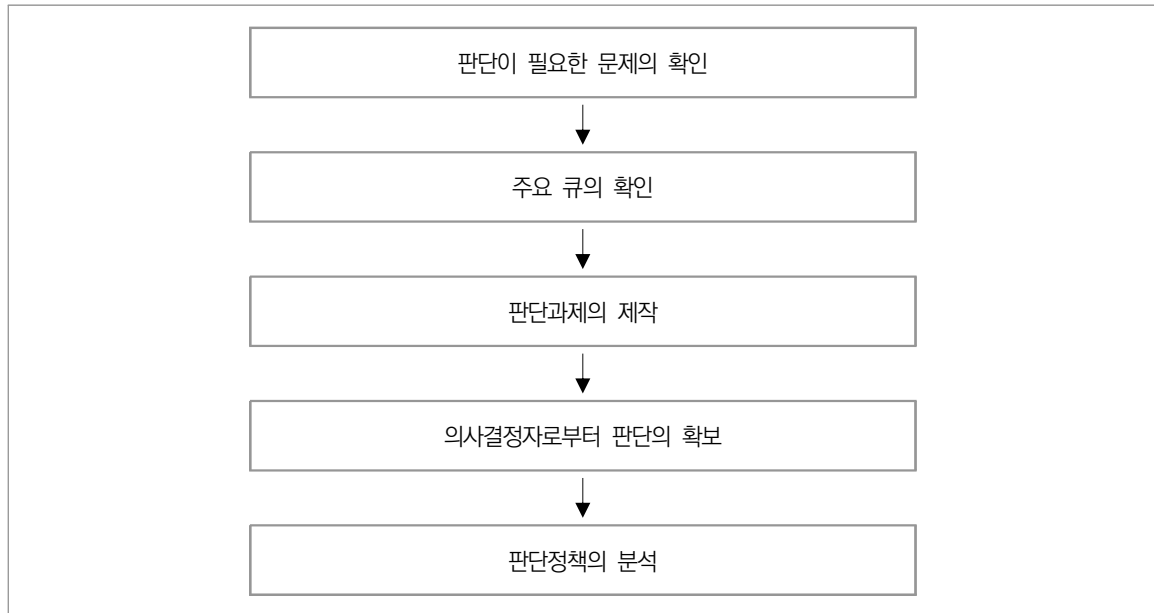 판단이 필요한 문제의 확인
주요 큐의 확인
판단과제의 제작
의사결정자로부터 판단의 확보
판단정책의 분석